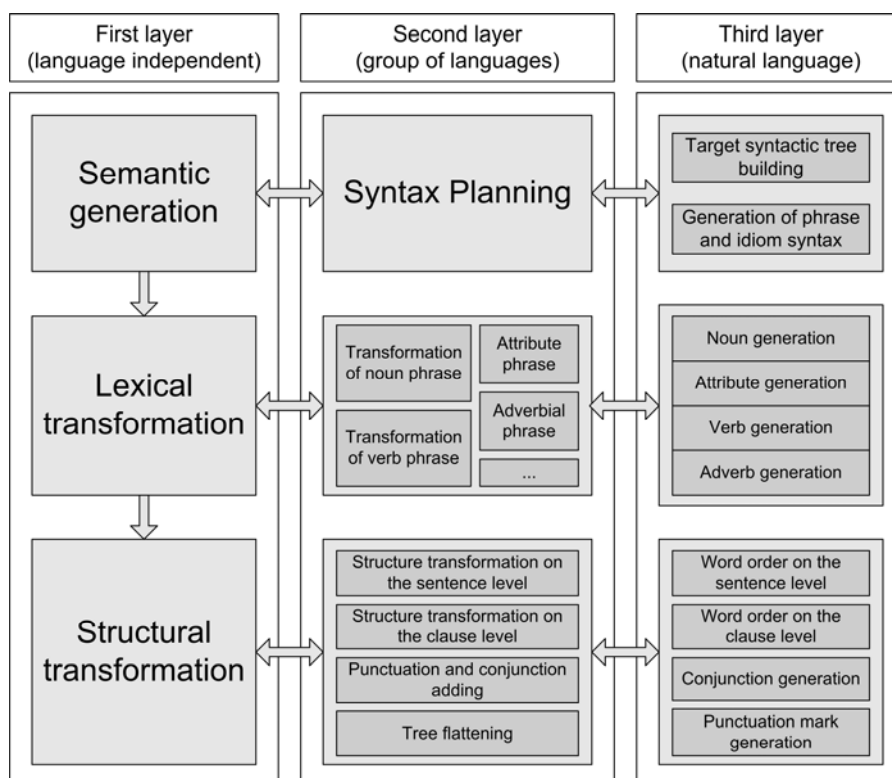 First layer
(language independent)
Second layer
(group of languages)
Third layer
(natural language)
Semantic
generation
Syntax Planning
Target syntactic tree
building
Generation of phrase
and idiom syntax
Lexical
transformation
Transformation
of noun phrase
Attribute
phrase
Transformation
of verb phrase
Adverbial
phrase
...
Noun generation
Attribute generation
Verb generation
Adverb generation
Structural
transformation
Structure transformation on
the sentence level
Structure transformation on
the clause level
Punctuation and conjunction
adding
Tree flattening
Word order on the
sentence level
Word order on the
clause level
Conjunction generation
Punctuation mark
generation